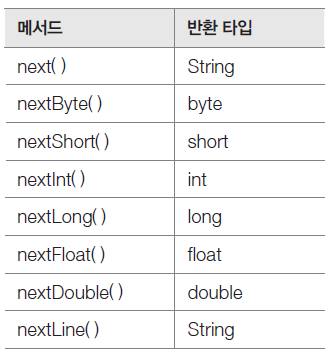 메서드 반환 타입
next( ) String
nextByte( ) byte
nextShort( ) short
nextInt( ) int
nextLong( ) long
nextFloat( ) float
nextDouble( ) double
nextLine( ) String